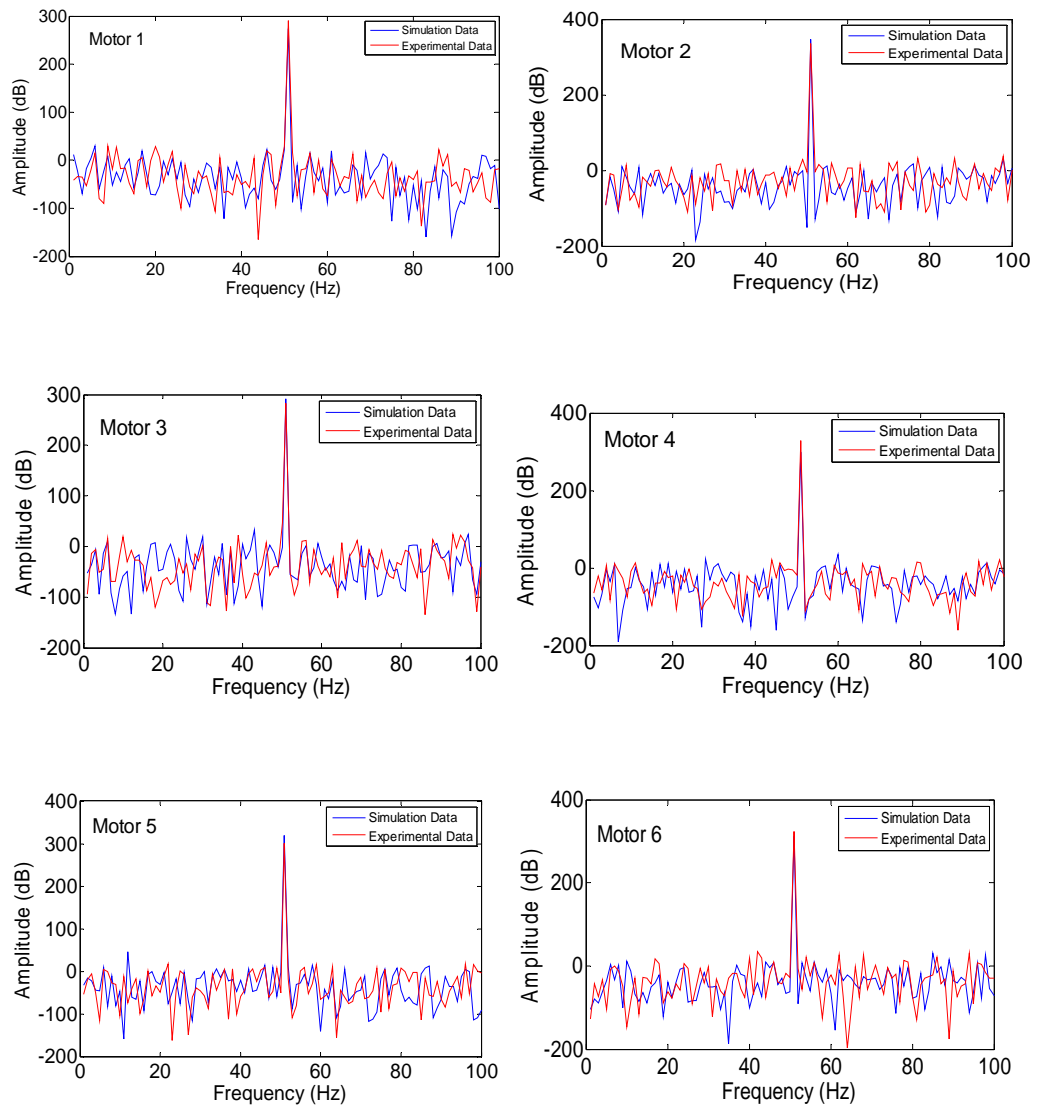 300
200
100
0
-100
-200
0
20
40
60
80
100
Amplitude (dB)
Frequency (Hz)
Motor 1
Simulation Data
Experimental Data
400
200
0
-200
0
20
40
60
80
100
Amplitude (dB)
Frequency (Hz)
Motor 2
Simulation Data
Experimental Data
300
200
100
0
-100
-200
0
20
40
60
80
100
Amplitude (dB)
Frequency (Hz)
Motor 3
Simulation Data
Experimental Data
400
200
0
-200
0
20
40
60
80
100
Amplitude (dB)
Frequency (Hz)
Motor 4
Simulation Data
Experimental Data
400
300
200
100
0
-100
-200
0
20
40
60
80
100
Amplitude (dB)
Frequency (Hz)
Motor 5
Simulation Data
Experimental Data
400
200
0
-200
0
20
40
60
80
100
Amplitude (dB)
Frequency (Hz)
Motor 6
Simulation Data
Experimental Data